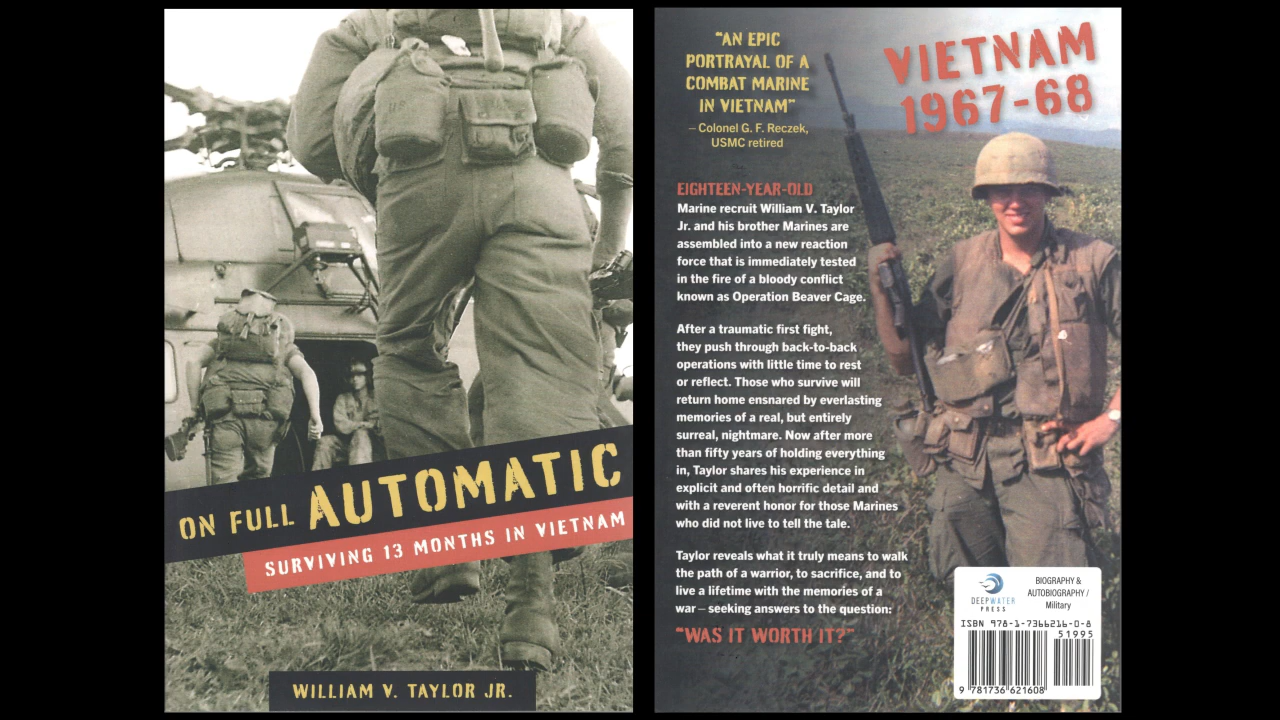 US
ON FULL AUTOMATIC
SURVIVING 13 MONTHS IN VIETNAM
WILLIAM V. TAYLOR JR.
“AN EPIC
PORTRAYAL OF A
COMBAT MARINE
IN VIETNAM”
– Colonel G. F. Reczek,
USMC retired
VIETNAM
1967-68
EIGHTEEN-YEAR-OLD
Marine recruit William V. Taylor
Jr. and his brother Marines are
assembled into a new reaction
force that is immediately tested
in the fire of a bloody conflict
known as Operation Beaver Cage.
After a traumatic first fight,
they push through back-to-back
operations with little time to rest
or reflect. Those who survive will
return home ensnared by everlasting
memories of a real, but entirely
surreal, nightmare. Now after more
than fifty years of holding everything
in, Taylor shares his experience in
explicit and often horrific detail and
with a reverent honor for those Marines
who did not live to tell the tale.
Taylor reveals what it truly means to walk
the path of a warrior, to sacrifice, and to
live a lifetime with the memories of a
war – seeking answers to the question:
“WAS IT WORTH IT?”
DEEPWATER
PRESS
BIOGRAPHY &
AUTOBIOGRAPHY /
Military
ISBN 978-1-7366216-0-8
51995
9 781736 621608